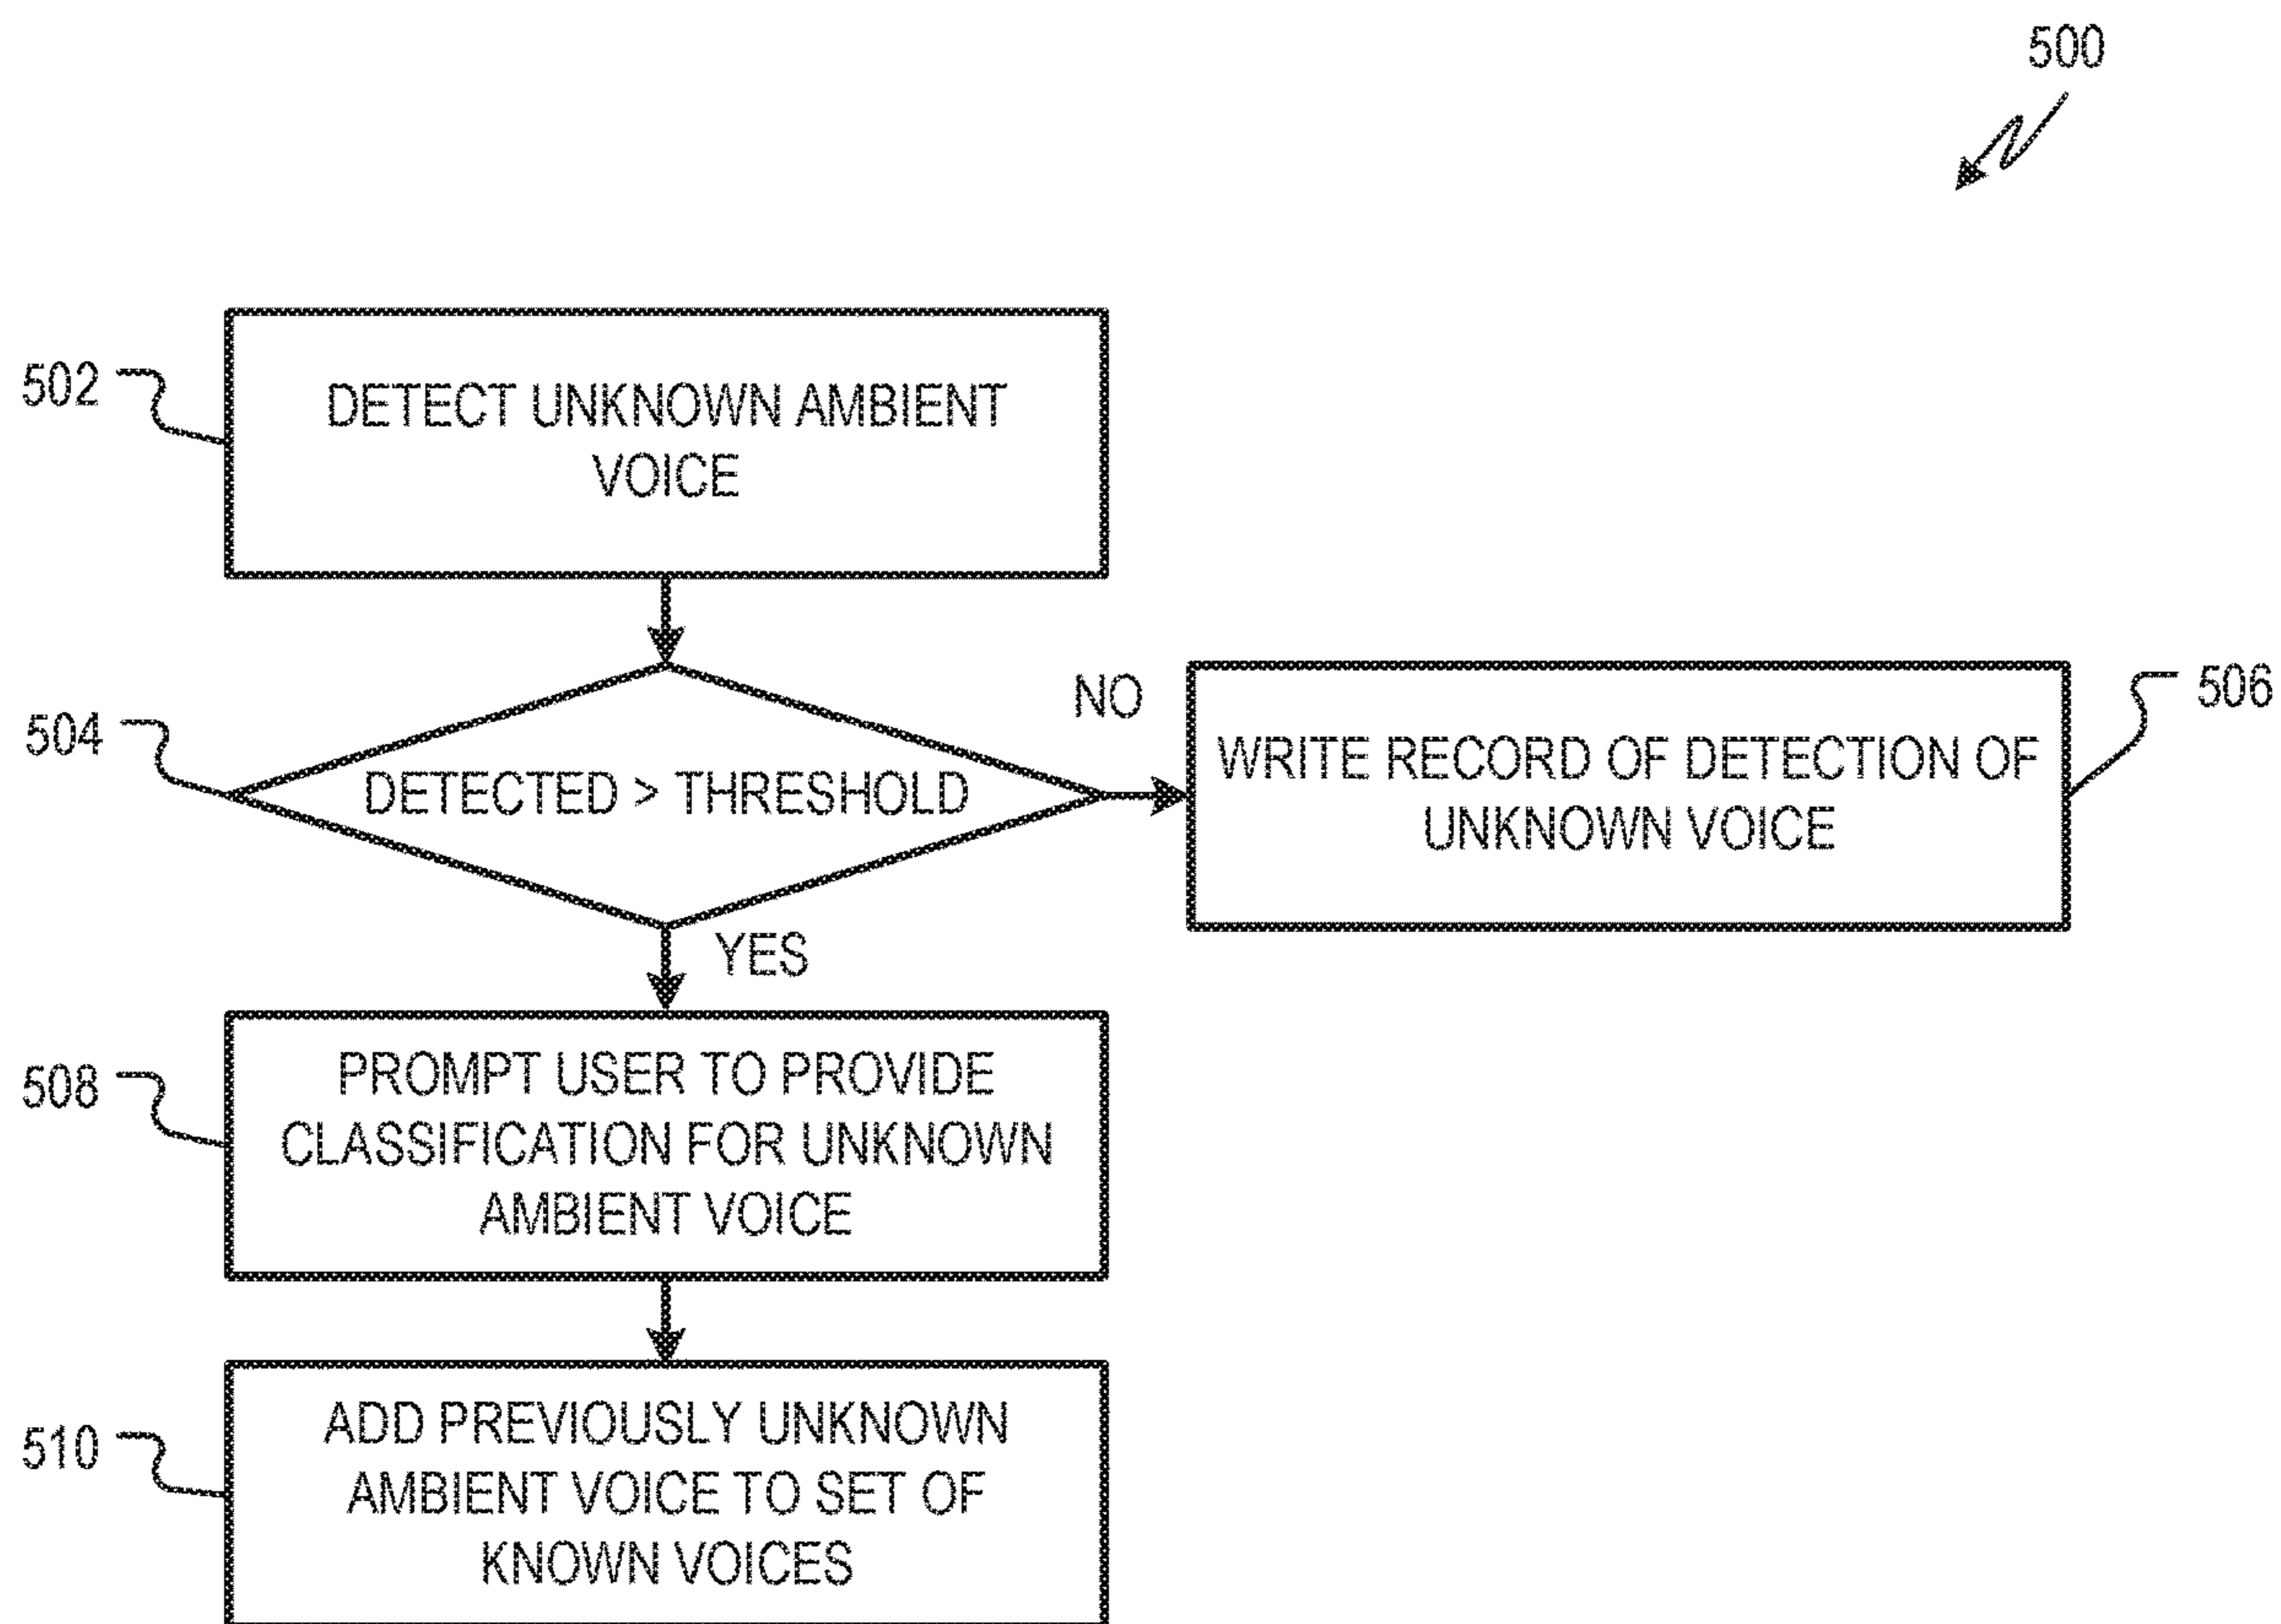 500
502
DETECT UNKNOWN AMBIENT
VOICE
504
DETECTED > THRESHOLD
NO
WRITE RECORD OF DETECTION OF
UNKNOWN VOICE
506
YES
508
PROMPT USER TO PROVIDE
CLASSIFICATION FOR UNKNOWN
AMBIENT VOICE
510
ADD PREVIOUSLY UNKNOWN
AMBIENT VOICE TO SET OF
KNOWN VOICES